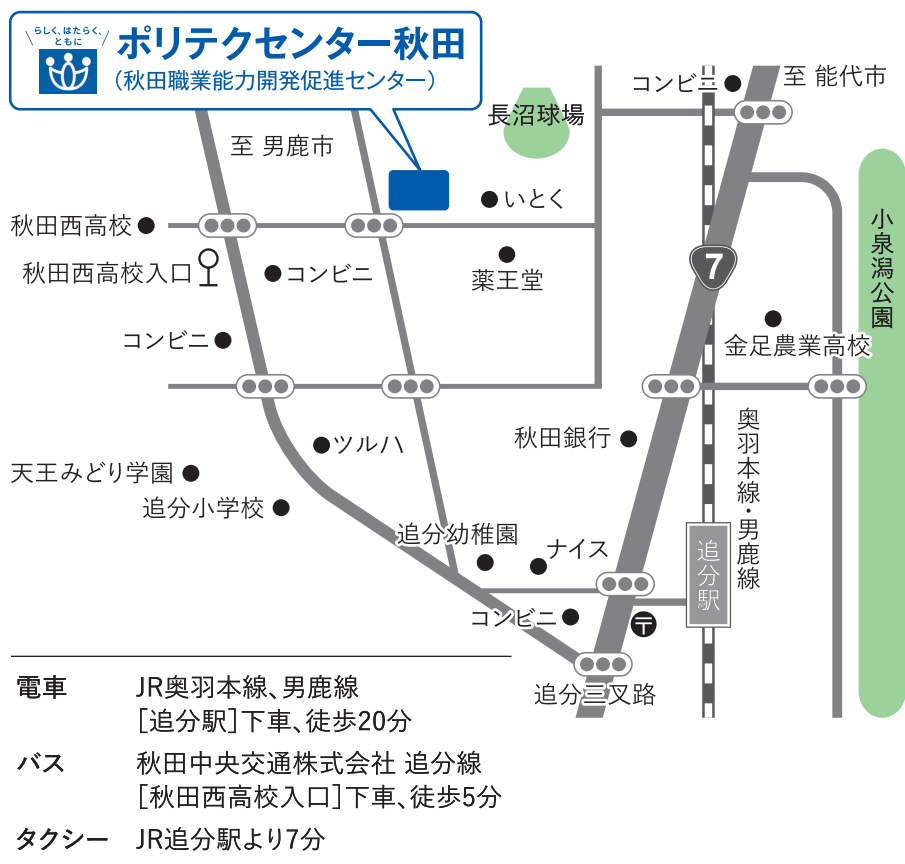 らしく、はたらく、
ともに
ポリテクセンター秋田
（秋田職業能力開発促進センター）
コンビニ
至 能代市
長沼球場
至 男鹿市
いとく
秋田西高校
小泉潟公園
秋田西高校入口
コンビニ
薬王堂
7
コンビニ
金足農業高校
奥羽本線・男鹿線
秋田銀行
ツルハ
天王みどり学園
追分小学校
追分幼稚園
ナイス
追分駅
コンビニ
〒
追分三叉路
電車 JR奥羽本線、男鹿線
［追分駅］下車、徒歩20分
バス 秋田中央交通株式会社 追分線
［秋田西高校入口］下車、徒歩5分
タクシー JR追分駅より7分